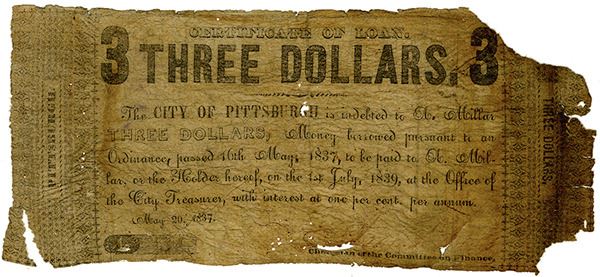 CERTIFICATE OF LOAN.
3 THREE DOLLARS. 3
The CITY OF PITTSBURGH is indebted to A. Millar
THREE DOLLARS, Money borrowed pursuant to an
Ordinance, passed 16th May, 1837, to be paid to A. Mil-
lar, or the Holder hereof, on the 1st July, 1839, at the Office of
the City Treasurer, with interest at one per cent. per annum.
May 20, 1837.
Chairman of the Committee on Finance,
PITTSBURGH.
THREE DOLLARS,